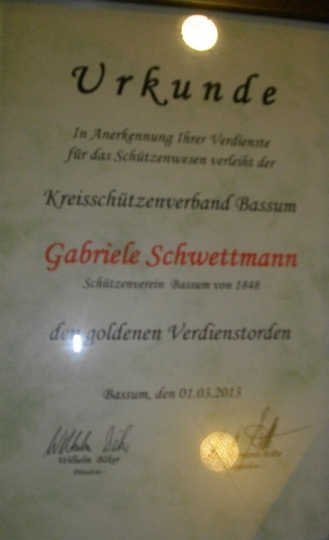 Urkunde
In Anerkennung Ihrer Verdienste
für das Schützenwesen verleiht der
Kreisschützenverband Bassum
Gabriele Schwettmann
Schützenverein Bassum von 1848
den goldenen Verdienstorden
Bassum, den 01.03.2013
Wilhelm